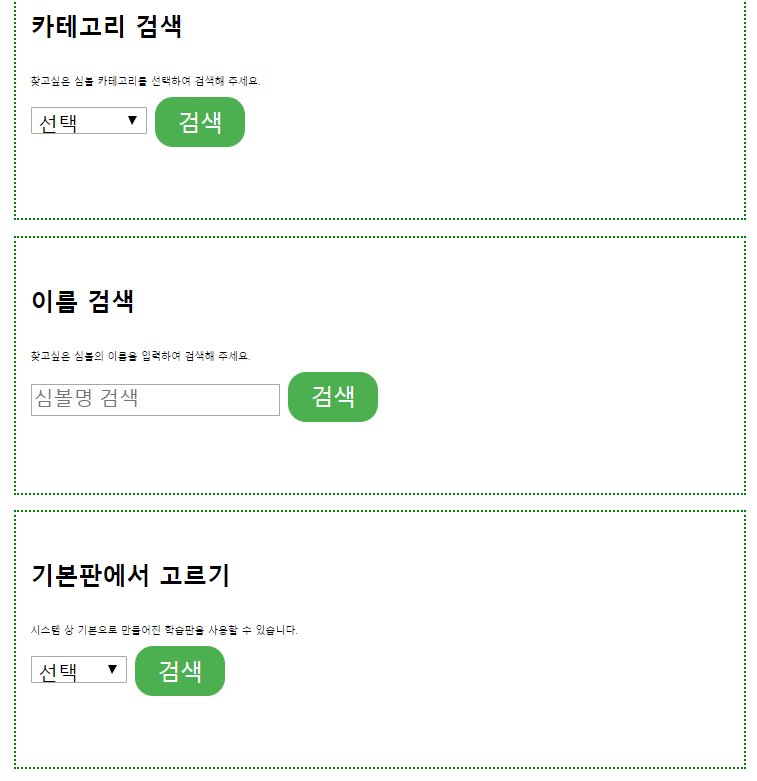 카테고리 검색
찾고싶은 심볼 카테고리를 선택하여 검색해 주세요.
선택 ▼ 검색
이름 검색
찾고싶은 심볼의 이름을 입력하여 검색해 주세요.
심볼명 검색 검색
기본판에서 고르기
시스템 상 기본으로 만들어진 학습판을 사용할 수 있습니다.
선택 ▼ 검색